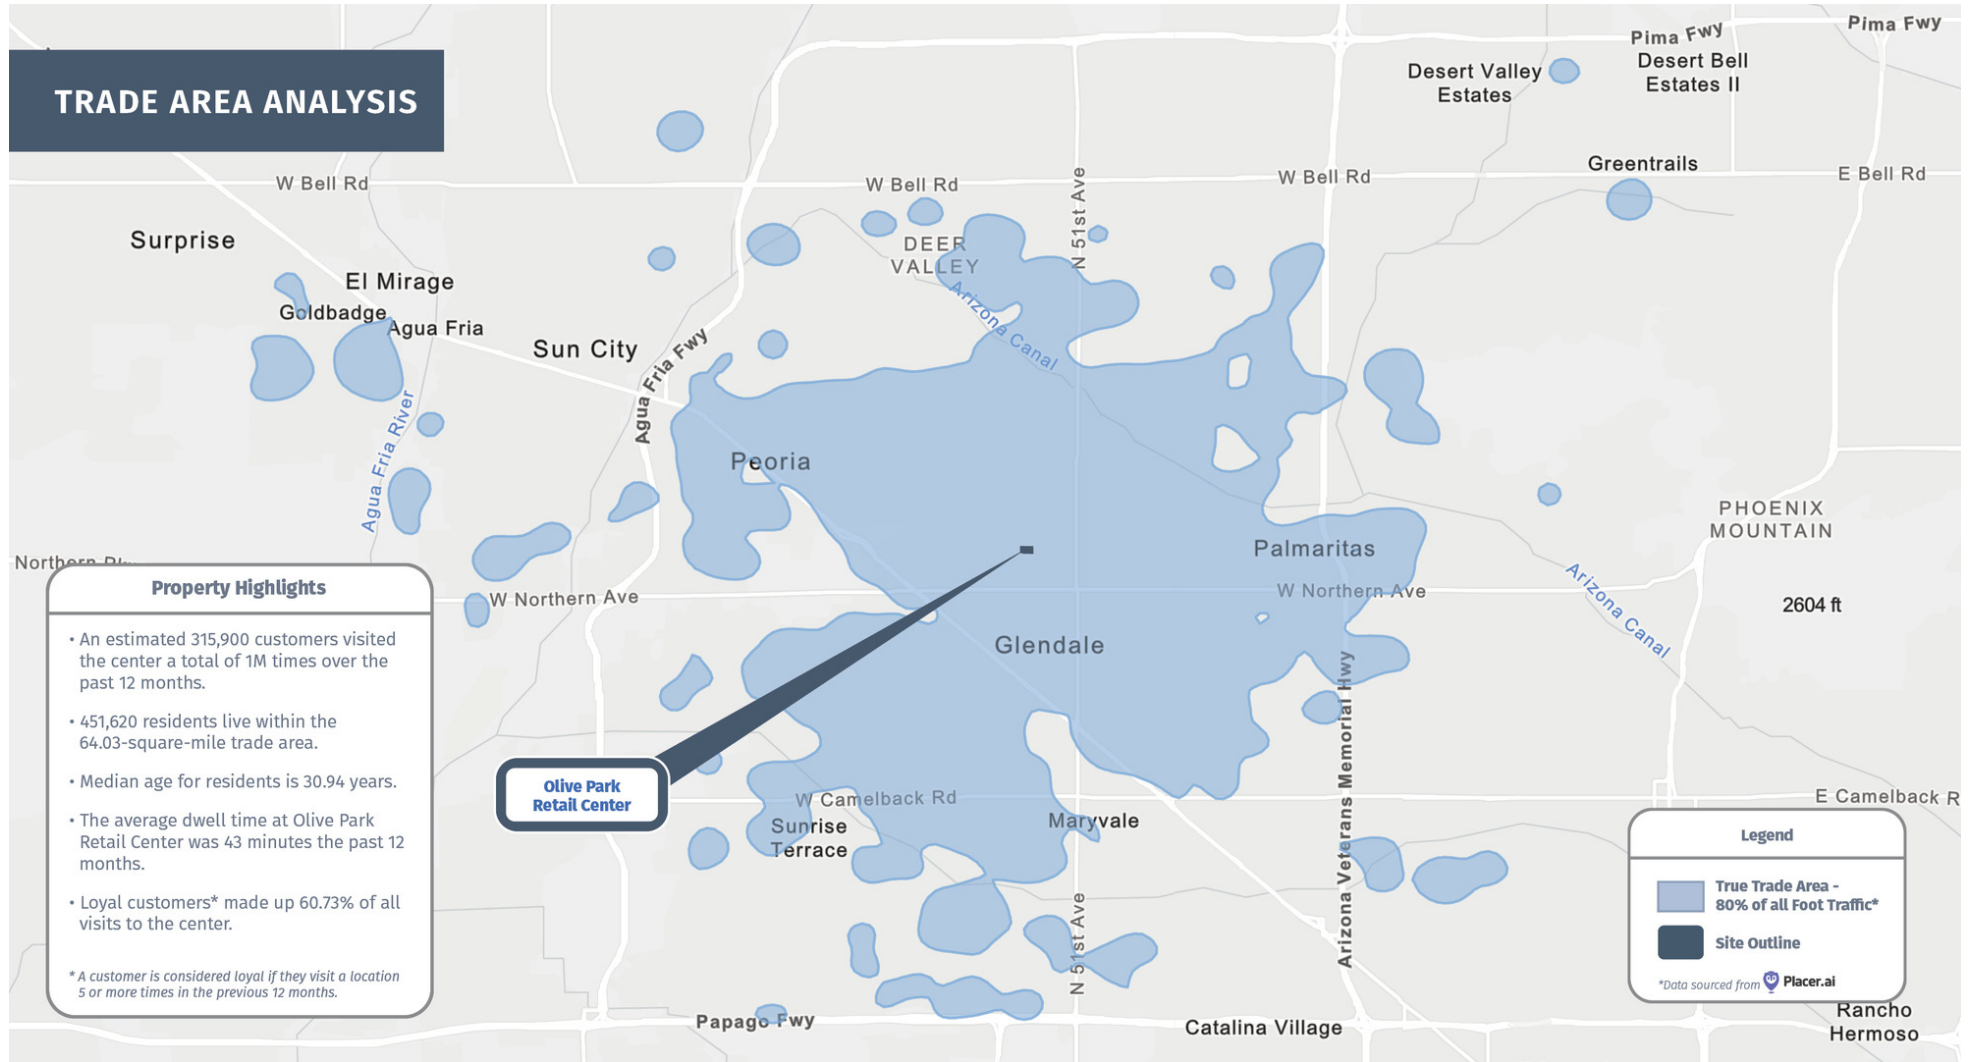 TRADE AREA ANALYSIS
Pima Fwy
Pima Fwy
Desert Valley
Estates
Desert Bell
Estates II
Greentrails
W Bell Rd
W Bell Rd
W Bell Rd
E Bell Rd
N 51st Ave
Surprise
DEER
VALLEY
El Mirage
Goldbadge
Agua Fria
Sun City
Agua Fria Fwy
Arizona Canal
Agua Fria River
Peoria
PHOENIX
MOUNTAIN
Palmaritas
Northern
W Northern Ave
W Northern Ave
Arizona Canal
2604 ft
Glendale
Arizona Veterans Memorial Hwy
Property Highlights
• An estimated 315,900 customers visited
the center a total of 1M times over the
past 12 months.
• 451,620 residents live within the
64.03-square-mile trade area.
• Median age for residents is 30.94 years.
• The average dwell time at Olive Park
Retail Center was 43 minutes the past 12
months.
• Loyal customers* made up 60.73% of all
visits to the center.
* A customer is considered loyal if they visit a location
5 or more times in the previous 12 months.
Olive Park
Retail Center
W Camelback Rd
E Camelback R
Sunrise
Terrace
Maryvale
N 51st Ave
Papago Fwy
Catalina Village
Legend
True Trade Area -
80% of all Foot Traffic*
Site Outline
*Data sourced from Placer.ai
Rancho
Hermoso